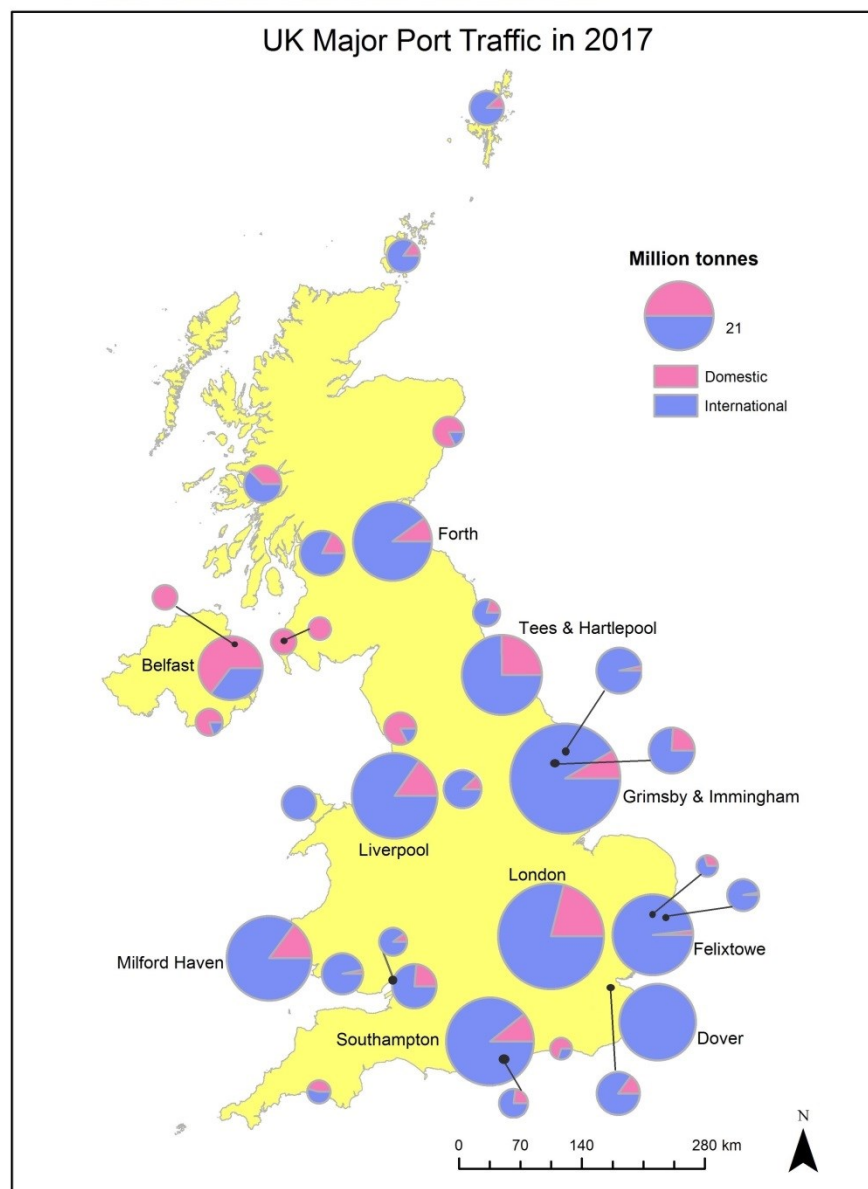 UK Major Port Traffic in 2017
Million tonnes
21
Domestic
International
Forth
Tees & Hartlepool
Belfast
Grimsby & Immingham
Liverpool
London
Milford Haven
Felixtowe
Southampton
Dover
N
0 70 140 280 km